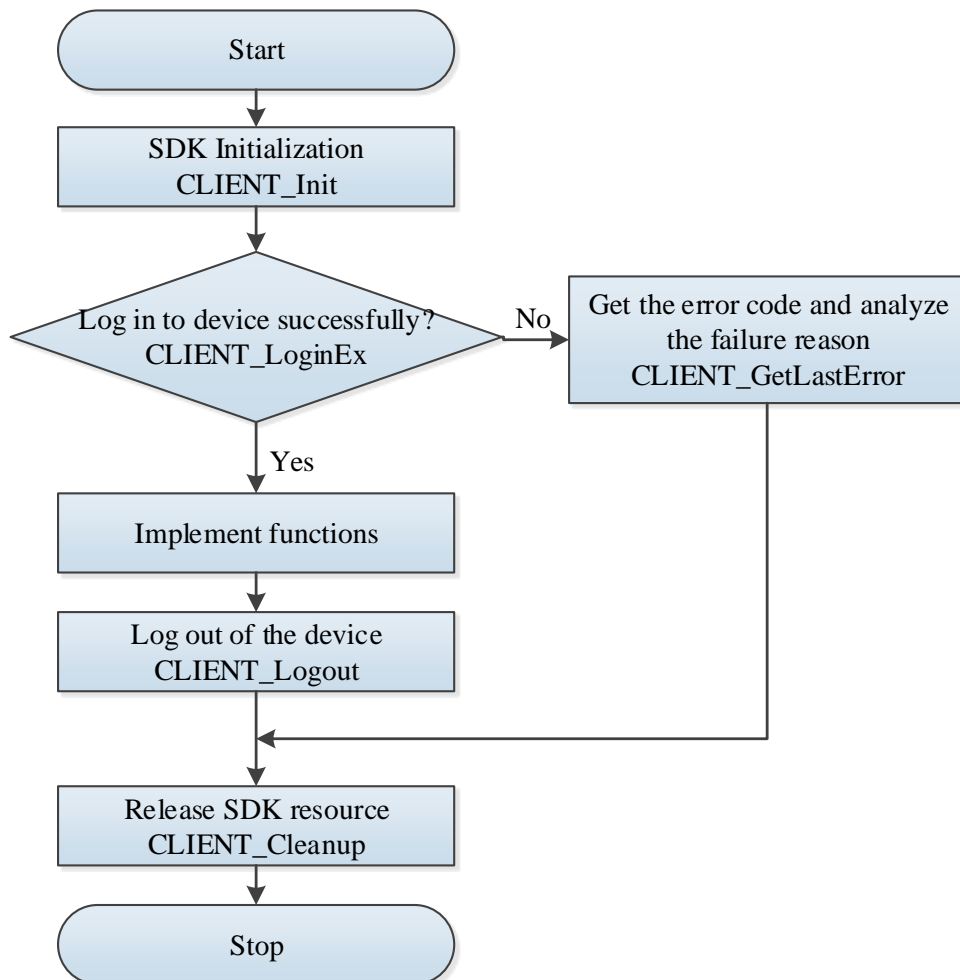 Start
SDK Initialization
CLIENT_Init
Log in to device successfully?
CLIENT_LoginEx
No
Get the error code and analyze
the failure reason
CLIENT_GetLastError
Yes
Implement functions
Log out of the device
CLIENT_Logout
Release SDK resource
CLIENT_Cleanup
Stop